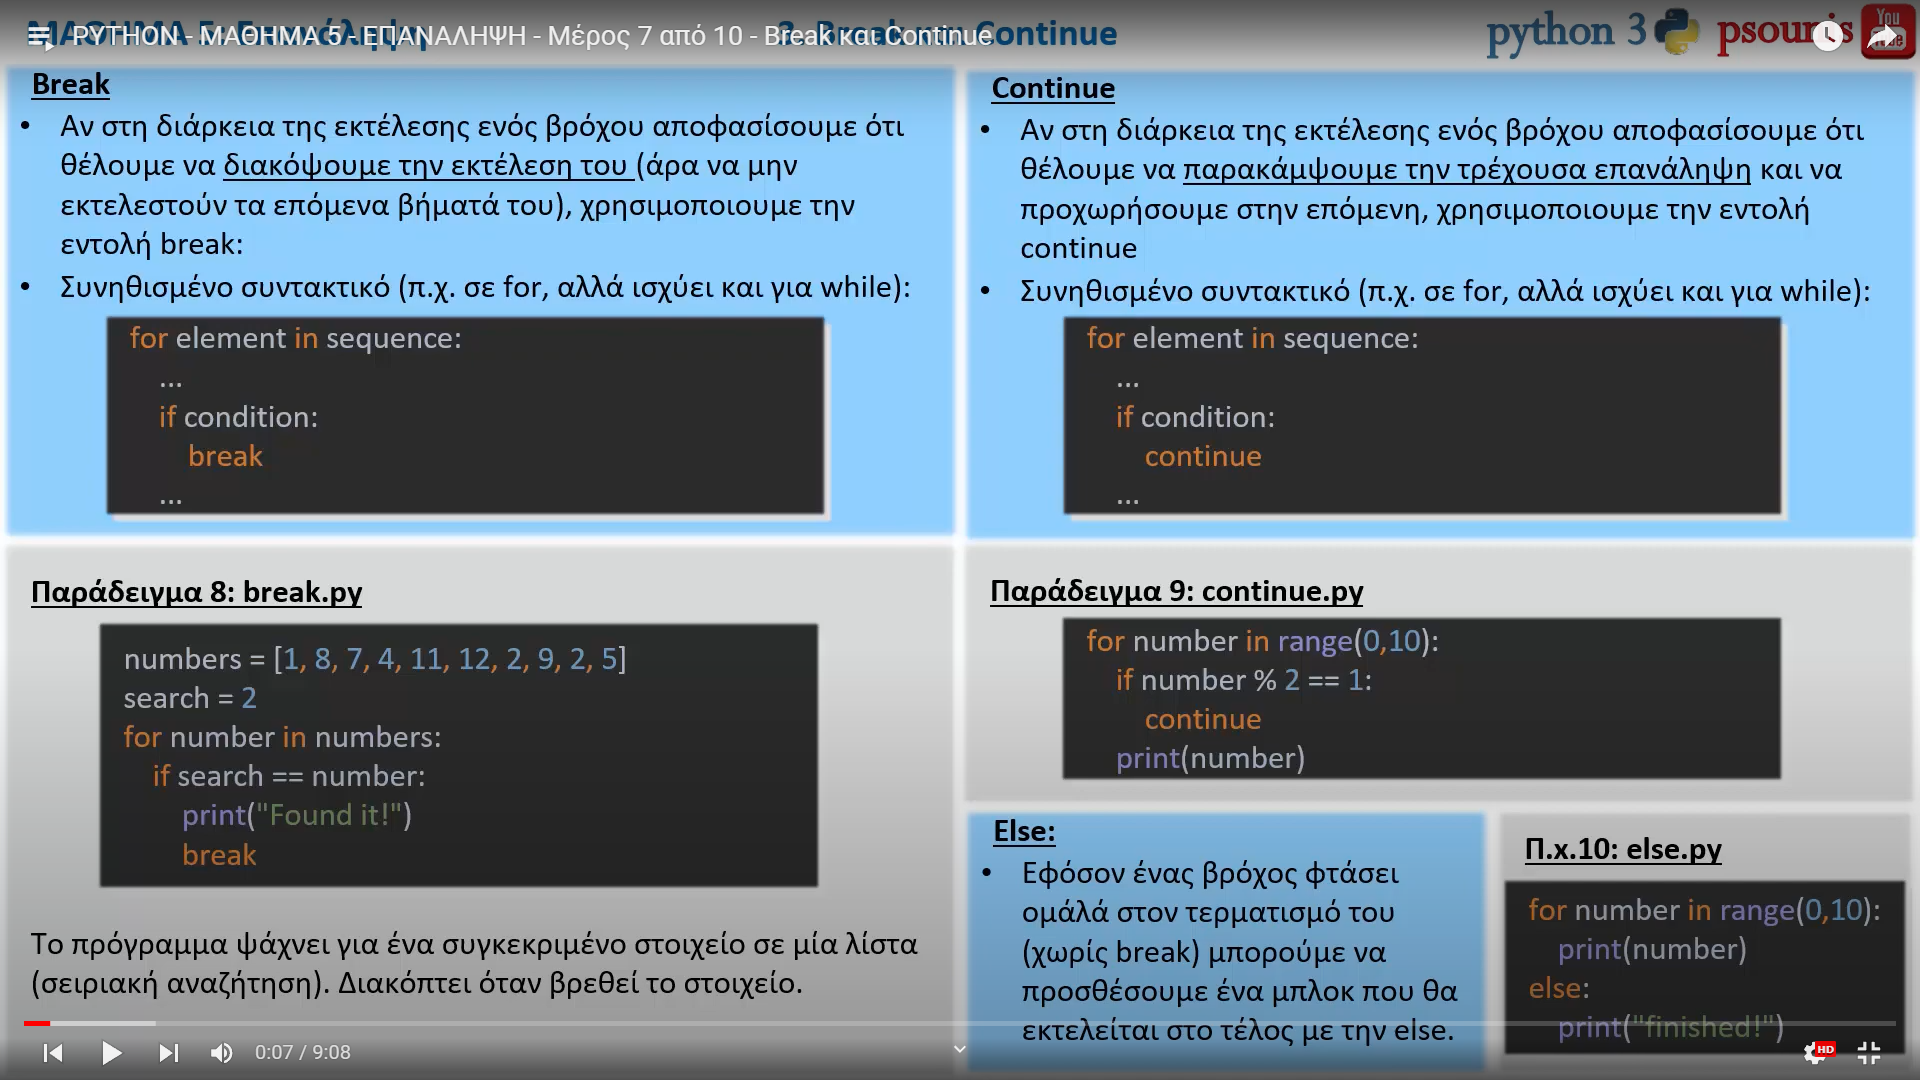 PYTHON - ΜΑΘΗΜΑ 5 - ΕΠΑΝΑΛΗΨΗ - Μέρος 7 από 10 - Break και Continue
python 3
psounis
You
Break
• Αν στη διάρκεια της εκτέλεσης ενός βρόχου αποφασίσουμε ότι
θέλουμε να διακόψουμε την εκτέλεση του (άρα να μην
εκτελεστούν τα επόμενα βήματά του), χρησιμοποιουμε την
εντολή break:
• Συνηθισμένο συντακτικό (π.χ. σε for, αλλά ισχύει και για while):
for element in sequence:
...
if condition:
break
...
Continue
• Αν στη διάρκεια της εκτέλεσης ενός βρόχου αποφασίσουμε ότι
θέλουμε να παρακάμψουμε την τρέχουσα επανάληψη και να
προχωρήσουμε στην επόμενη, χρησιμοποιουμε την εντολή
continue
• Συνηθισμένο συντακτικό (π.χ. σε for, αλλά ισχύει και για while):
for element in sequence:
...
if condition:
continue
...
Παράδειγμα 8: break.py
numbers = [1, 8, 7, 4, 11, 12, 2, 9, 2, 5]
search = 2
for number in numbers:
if search == number:
print("Found it!")
break
Το πρόγραμμα ψάχνει για ένα συγκεκριμένο στοιχείο σε μία λίστα
(σειριακή αναζήτηση). Διακόπτει όταν βρεθεί το στοιχείο.
Παράδειγμα 9: continue.py
for number in range(0,10):
if number % 2 == 1:
continue
print(number)
Else:
• Εφόσον ένας βρόχος φτάσει
ομάλά στον τερματισμό του
(χωρίς break) μπορούμε να
προσθέσουμε ένα μπλοκ που θα
εκτελείται στο τέλος με την else.
Π.χ.10: else.py
for number in range(0,10):
print(number)
else:
print("finished!")
0:07 / 9:08
HD